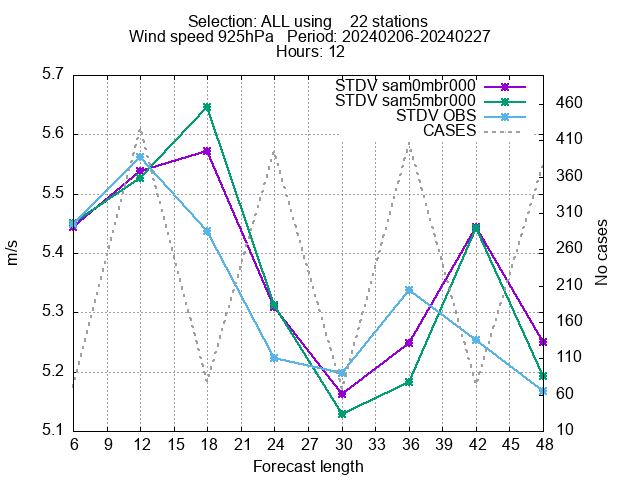 Selection: ALL using    22 stations
Wind speed 925hPa   Period: 20240206-20240227
Hours: 12
STDV sam0mbr000
STDV sam5mbr000
STDV OBS
CASES
5.7
5.6
5.5
5.4
5.3
5.2
5.1
m/s
460
410
360
310
260
210
160
110
60
10
No cases
6 9 12 15 18 21 24 27 30 33 36 39 42 45 48
Forecast length